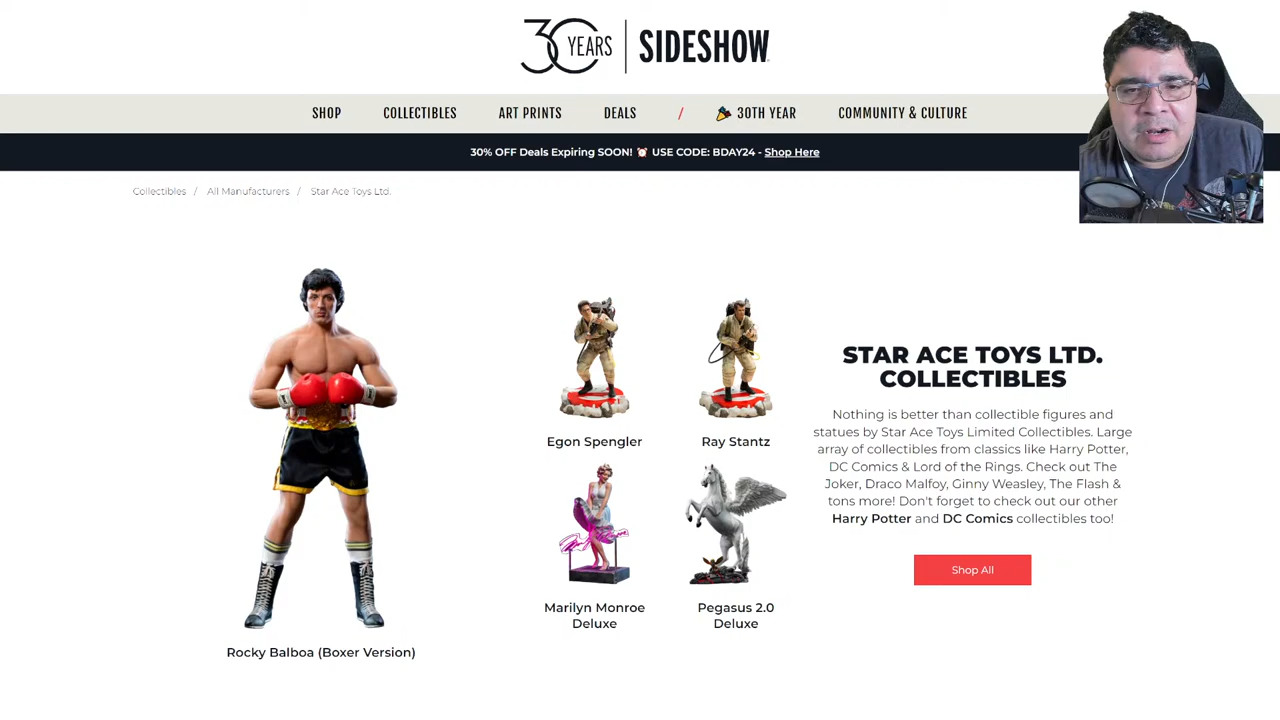 30 YEARS | SIDESHOW
SHOP COLLECTIBLES ART PRINTS DEALS / 30TH YEAR COMMUNITY & CULTURE
30% OFF Deals Expiring SOON! ⏰ USE CODE: BDAY24 - Shop Here
Collectibles / All Manufacturers / Star Ace Toys Ltd.
Rocky Balboa (Boxer Version)
Egon Spengler
Ray Stantz
Marilyn Monroe
Deluxe
Pegasus 2.0
Deluxe
STAR ACE TOYS LTD.
COLLECTIBLES
Nothing is better than collectible figures and
statues by Star Ace Toys Limited Collectibles. Large
array of collectibles from classics like Harry Potter,
DC Comics & Lord of the Rings. Check out The
Joker, Draco Malfoy, Ginny Weasley, The Flash &
tons more! Don't forget to check out our other
Harry Potter and DC Comics collectibles too!
Shop All